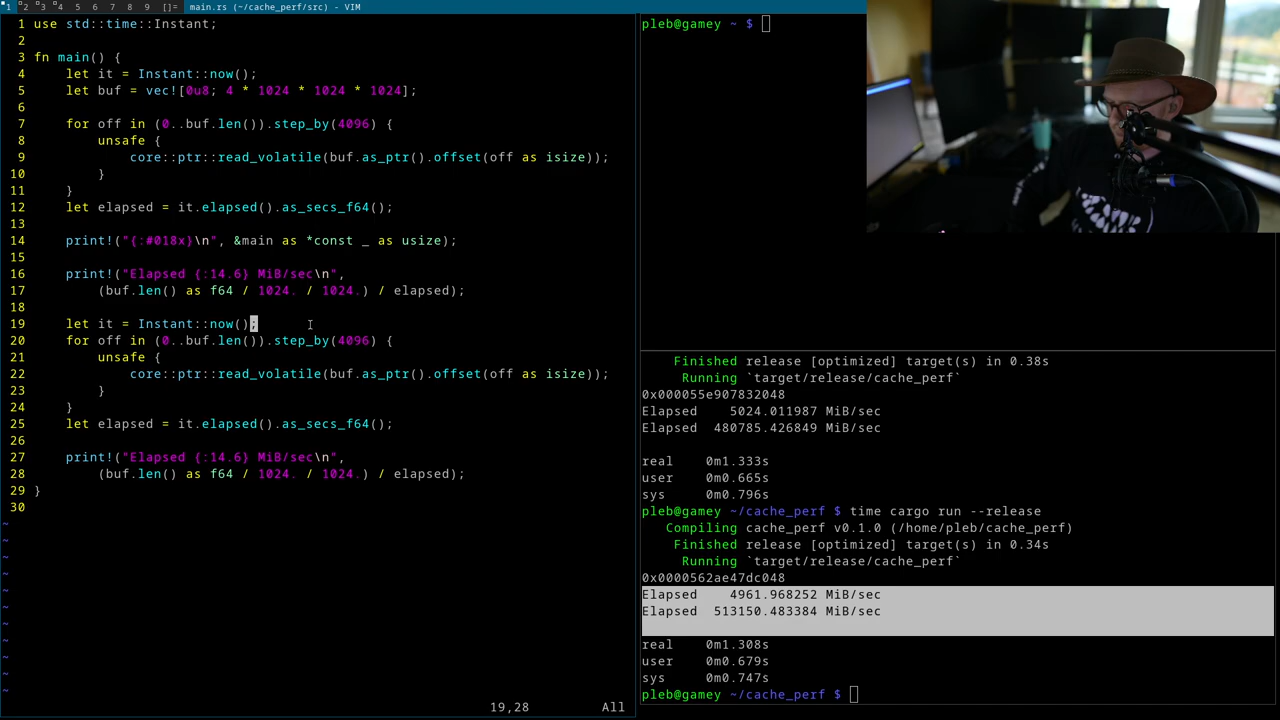 1 2 3 4 5 6 7 8 9 []= main.rs (~/cache_perf/src) - VIM
1 use std::time::Instant;
2
3 fn main() {
4     let it = Instant::now();
5     let buf = vec![0u8; 4 * 1024 * 1024 * 1024];
6
7     for off in (0..buf.len()).step_by(4096) {
8         unsafe {
9             core::ptr::read_volatile(buf.as_ptr().offset(off as isize));
10         }
11     }
12     let elapsed = it.elapsed().as_secs_f64();
13
14     print!("{:#018x}\n", &main as *const _ as usize);
15
16     print!("Elapsed {:14.6} MiB/sec\n",
17         (buf.len() as f64 / 1024. / 1024.) / elapsed);
18
19     let it = Instant::now();
20     for off in (0..buf.len()).step_by(4096) {
21         unsafe {
22             core::ptr::read_volatile(buf.as_ptr().offset(off as isize));
23         }
24     }
25     let elapsed = it.elapsed().as_secs_f64();
26
27     print!("Elapsed {:14.6} MiB/sec\n",
28         (buf.len() as f64 / 1024. / 1024.) / elapsed);
29 }
30
~
~
~
~
~
~
~
~
~
~
~
19,28 All
pleb@gamey ~ $
Finished release [optimized] target(s) in 0.38s
Running `target/release/cache_perf`
0x000055e907832048
Elapsed    5024.011987 MiB/sec
Elapsed  480785.426849 MiB/sec
real    0m1.333s
user    0m0.665s
sys     0m0.796s
pleb@gamey ~/cache_perf $ time cargo run --release
Compiling cache_perf v0.1.0 (/home/pleb/cache_perf)
Finished release [optimized] target(s) in 0.34s
Running `target/release/cache_perf`
0x0000562ae47dc048
Elapsed    4961.968252 MiB/sec
Elapsed  513150.483384 MiB/sec
real    0m1.308s
user    0m0.679s
sys     0m0.747s
pleb@gamey ~/cache_perf $